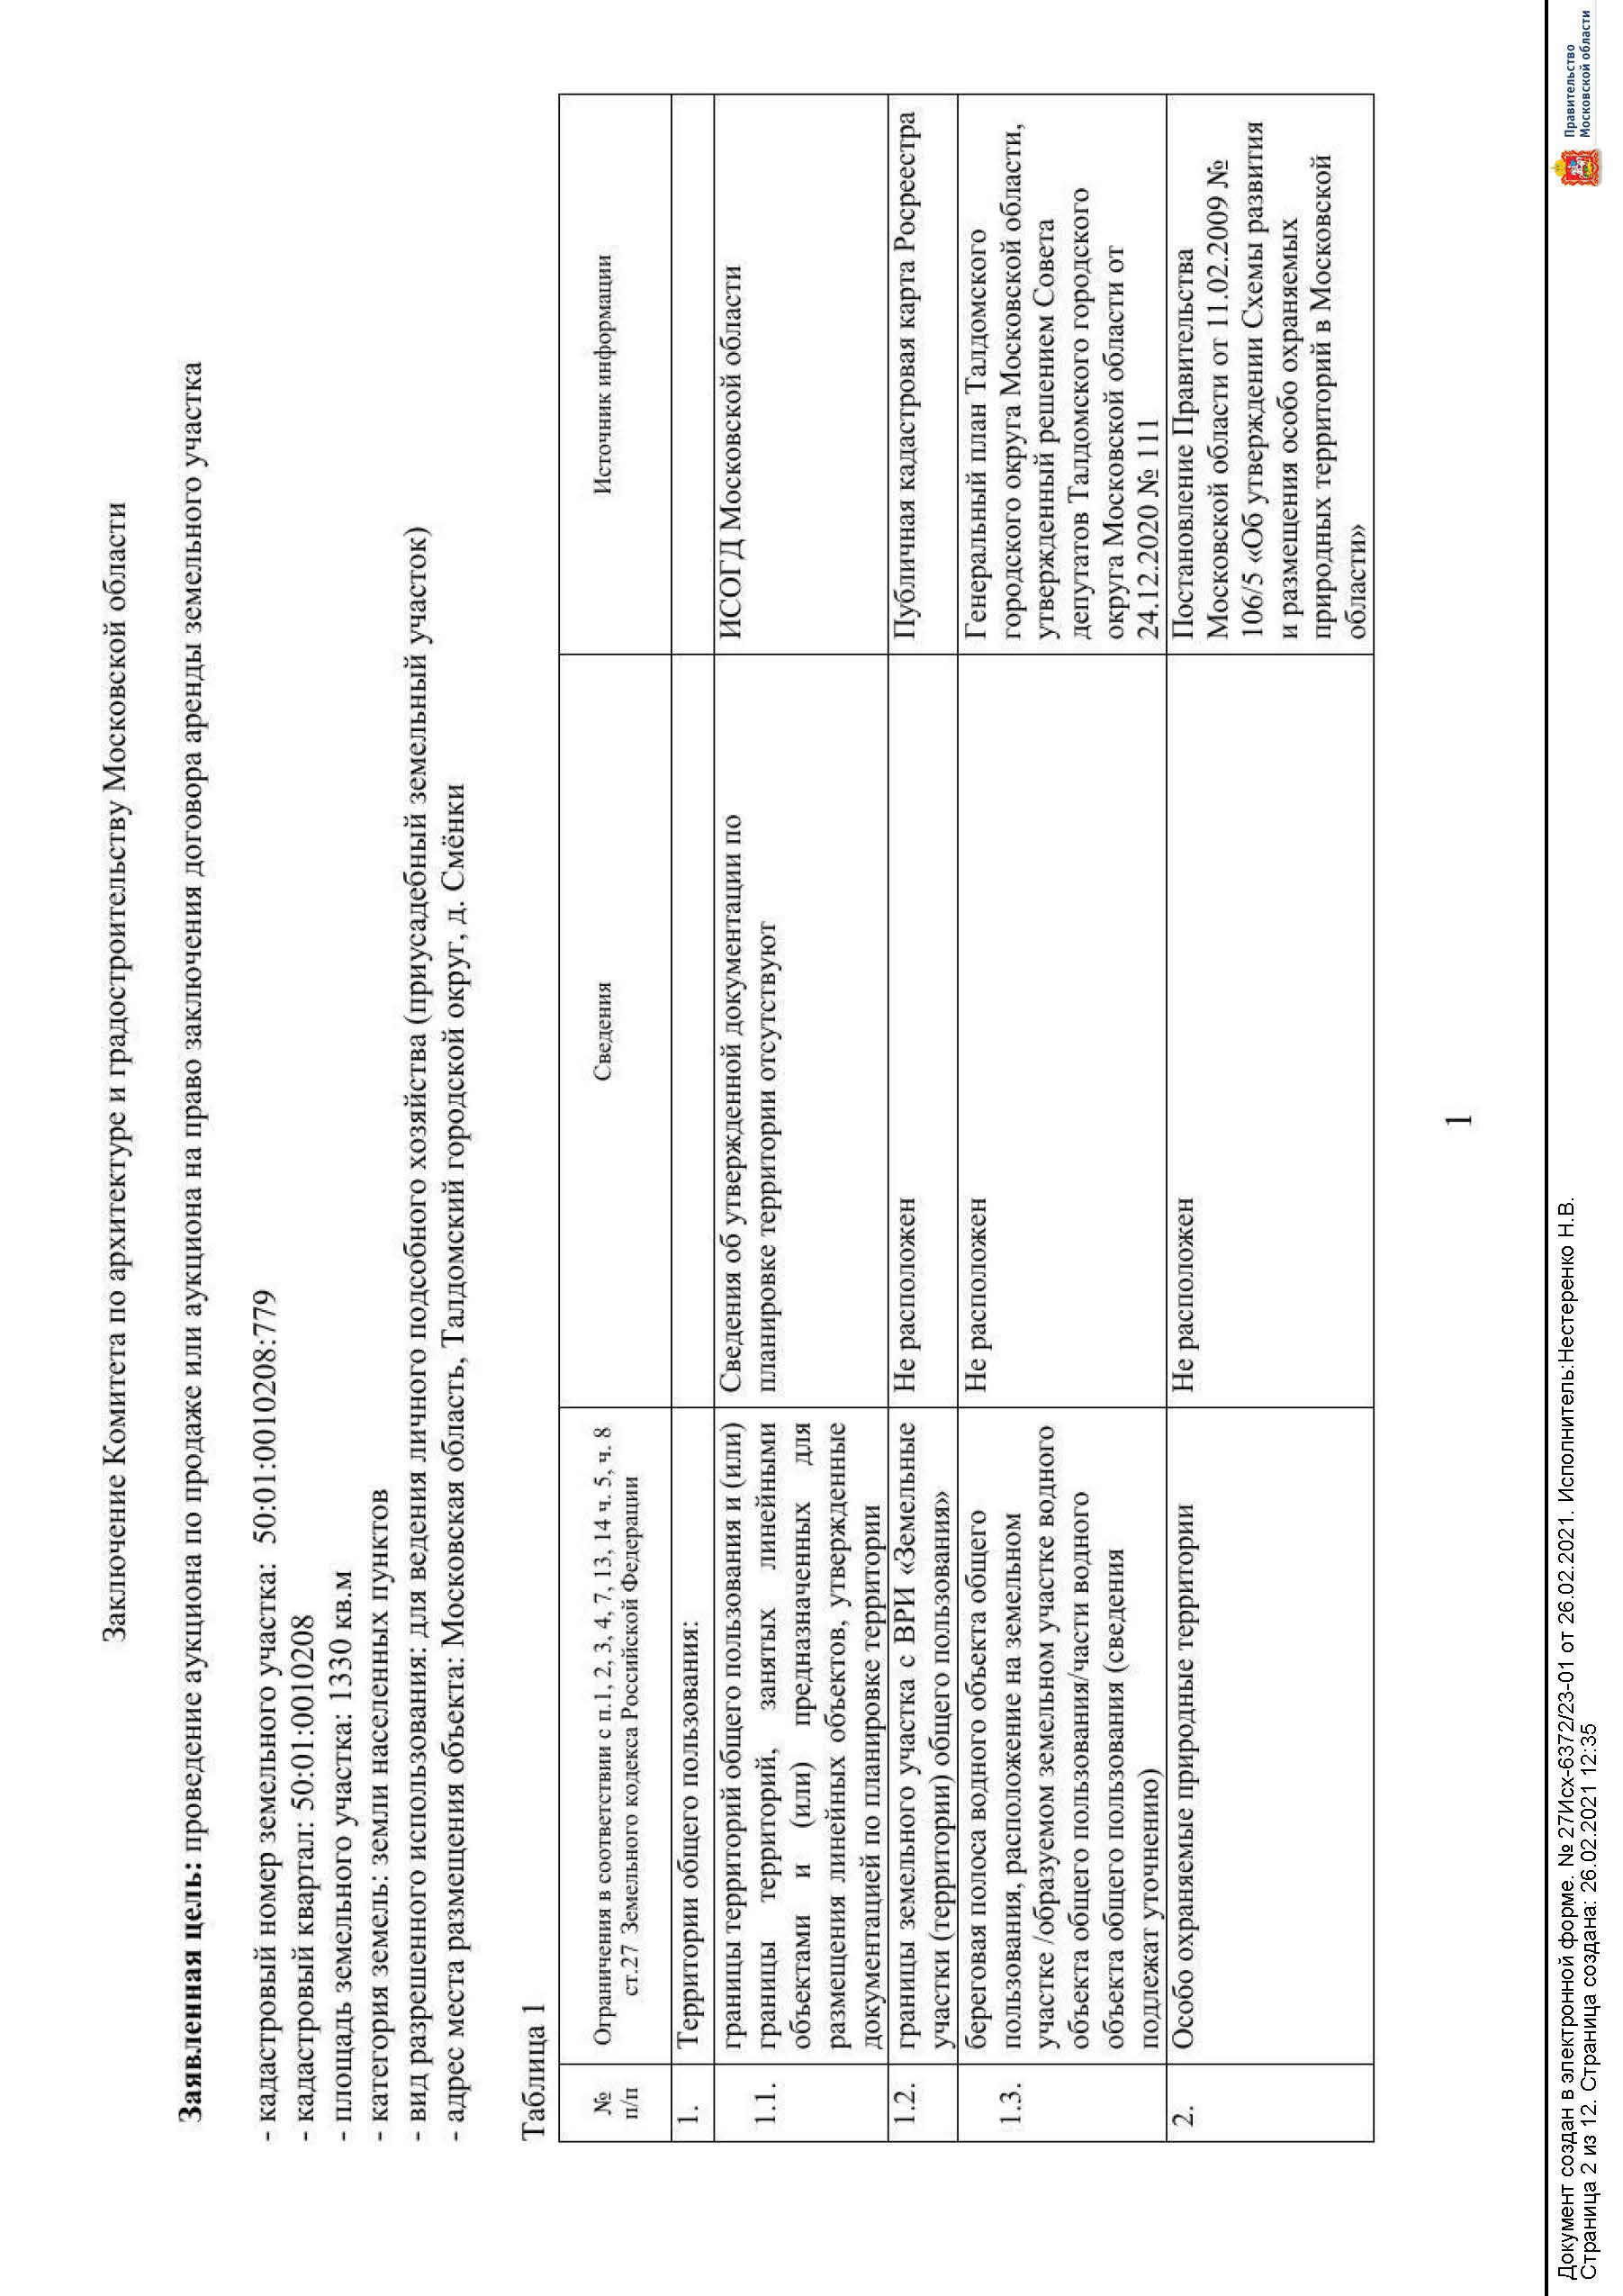 Заключение Комитета по архитектуре и градостроительству Московской области
Заявленная цель: проведение аукциона по продаже или аукциона на право заключения договора аренды земельного участка
- кадастровый номер земельного участка: 50:01:0010208:779
- кадастровый квартал: 50:01:0010208
- площадь земельного участка: 1330 кв.м
- категория земель: земли населенных пунктов
- вид разрешенного использования: для ведения личного подсобного хозяйства (приусадебный земельный участок)
- адрес места размещения объекта: Московская область, Талдомский городской округ, д. Смёнки
Таблица 1
№
п/п
Ограничения в соответствии с п.1, 2, 3, 4, 7, 13, 14 ч. 5, ч. 8
ст.27 Земельного кодекса Российской Федерации
Сведения
Источник информации
1.
Территории общего пользования:
1.1.
границы территорий общего пользования и (или)
границы территорий, занятых линейными
объектами и (или) предназначенных для
размещения линейных объектов, утвержденные
документацией по планировке территории
Сведения об утвержденной документации по
планировке территории отсутствуют
ИСОГД Московской области
1.2.
границы земельного участка с ВРИ «Земельные
участки (территории) общего пользования»
Не расположен
Публичная кадастровая карта Росреестра
1.3.
береговая полоса водного объекта общего
пользования, расположение на земельном
участке /образуемом земельном участке водного
объекта общего пользования/части водного
объекта общего пользования (сведения
подлежат уточнению)
Не расположен
Генеральный план Талдомского
городского округа Московской области,
утвержденный решением Совета
депутатов Талдомского городского
округа Московской области от
24.12.2020 № 111
2.
Особо охраняемые природные территории
Не расположен
Постановление Правительства
Московской области от 11.02.2009 №
106/5 «Об утверждении Схемы развития
и размещения особо охраняемых
природных территорий в Московской
области»
1
Документ создан в электронной форме. № 27Исх-6372/23-01 от 26.02.2021. Исполнитель:Нестеренко Н.В.
Страница 2 из 12. Страница создана: 26.02.2021 12:35
Правительство
Московской области